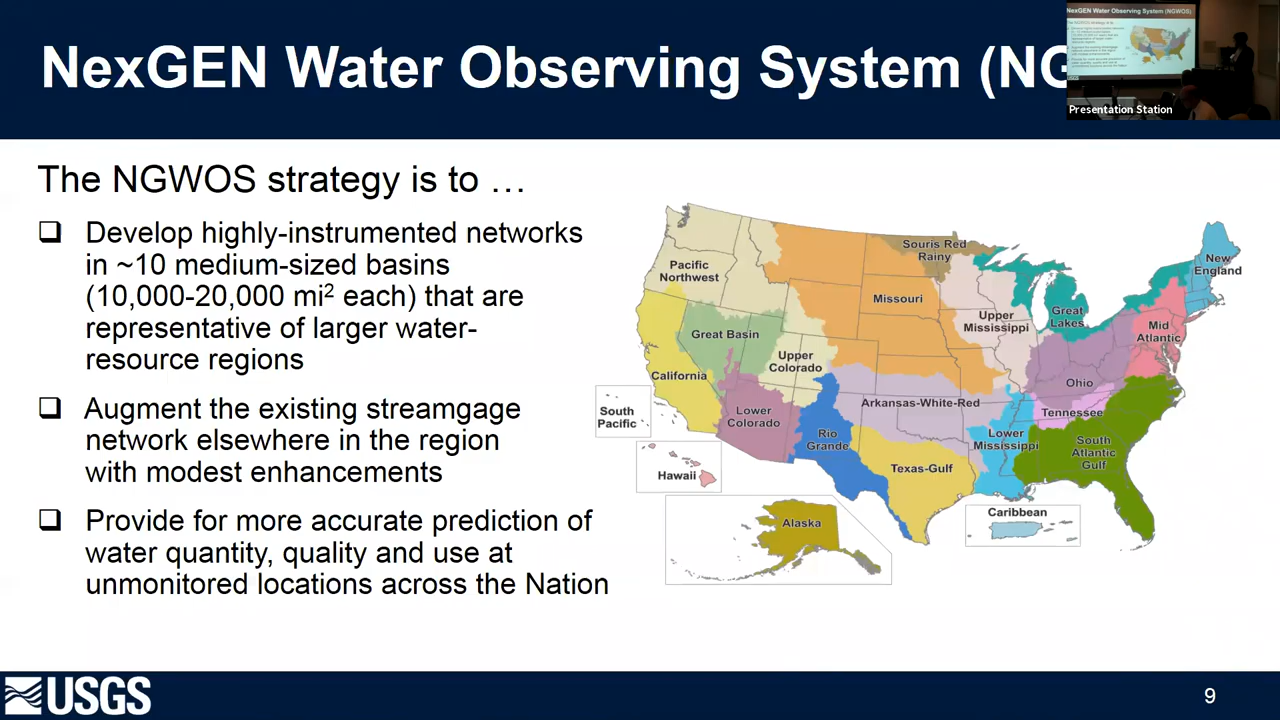 NexGEN Water Observing System (NG
NexGEN Water Observing System (NGWOS)
Presentation Station
The NGWOS strategy is to …
❑ Develop highly-instrumented networks
in ~10 medium-sized basins
(10,000-20,000 mi² each) that are
representative of larger water-
resource regions
❑ Augment the existing streamgage
network elsewhere in the region
with modest enhancements
❑ Provide for more accurate prediction of
water quantity, quality and use at
unmonitored locations across the Nation
Souris Red
Rainy
New
England
Pacific
Northwest
Missouri
Upper
Mississippi
Great
Lakes
Mid
Atlantic
Great Basin
Upper
Colorado
California
Ohio
Arkansas-White-Red
Tennessee
South
Pacific
Lower
Colorado
Rio
Grande
Lower
Mississippi
South
Atlantic
Gulf
Texas-Gulf
Hawaii
Alaska
Caribbean
USGS
9